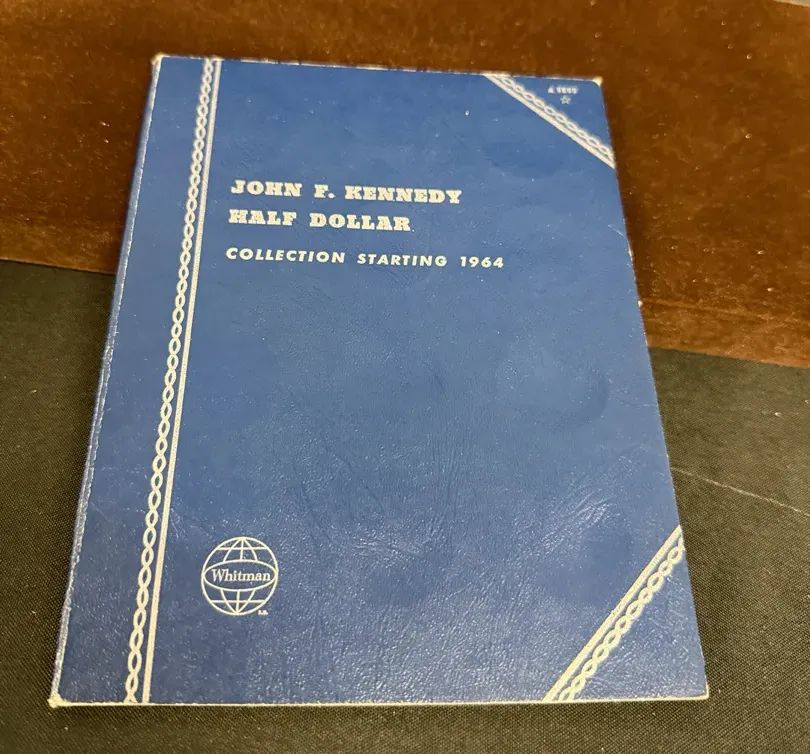 JOHN F. KENNEDY
HALF DOLLAR
COLLECTION STARTING 1964
Whitman